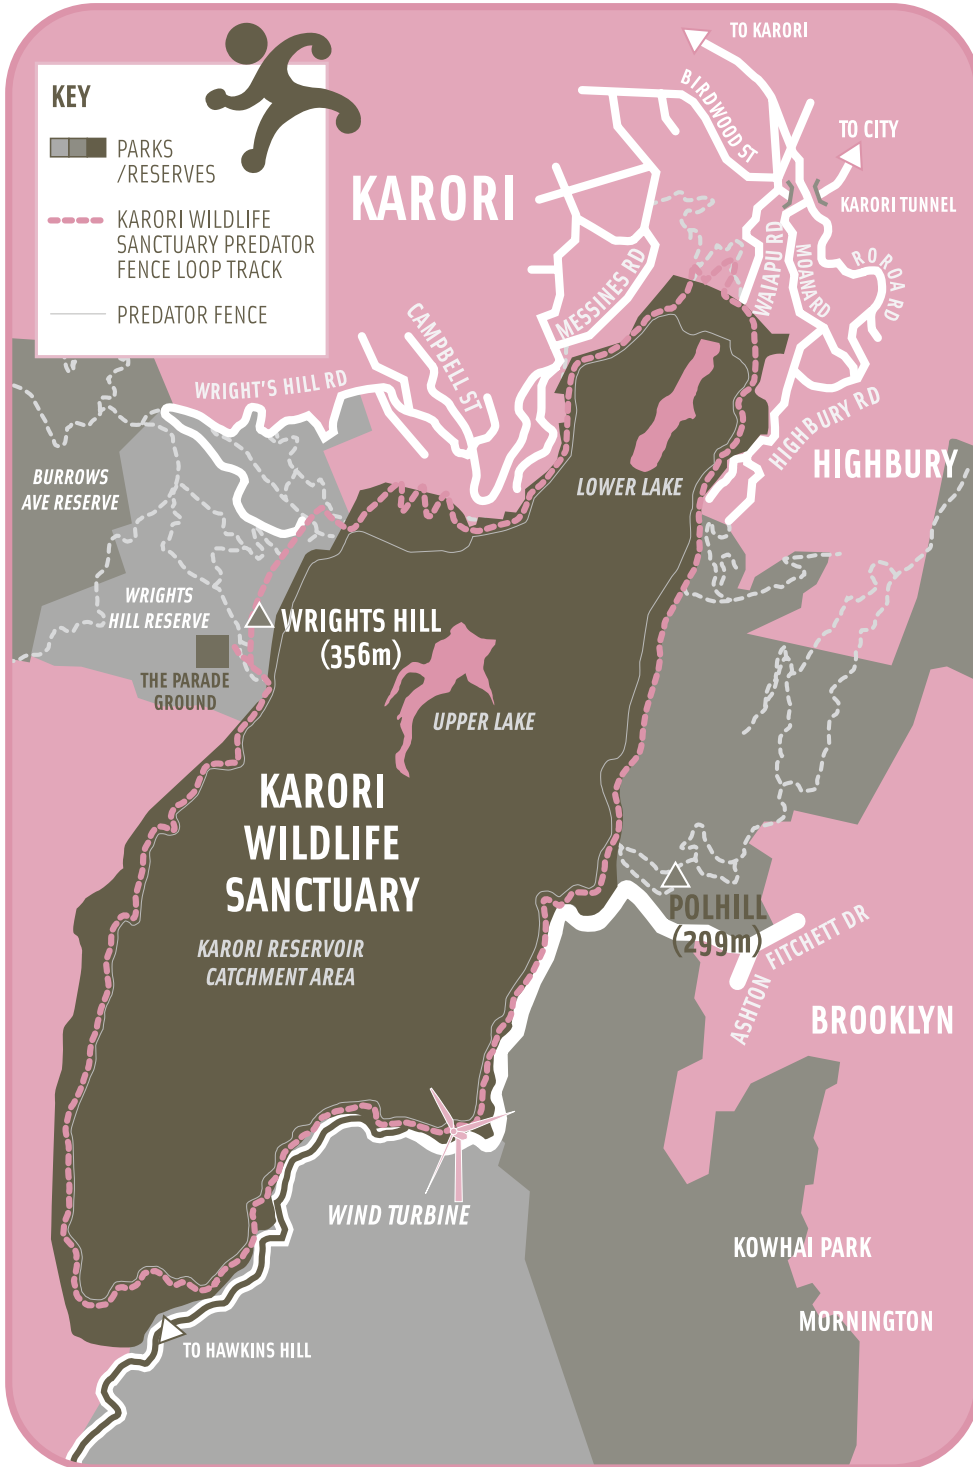 KEY
PARKS
/RESERVES
KARORI WILDLIFE
SANCTUARY PREDATOR
FENCE LOOP TRACK
PREDATOR FENCE
TO KARORI
BIRDWOOD ST
TO CITY
KARORI
KARORI TUNNEL
WAIAPU RD
MOANA RD
ROROA RD
MESSINES RD
CAMPBELL ST
WRIGHT'S HILL RD
HIGHBURY RD
HIGHBURY
BURROWS
AVE RESERVE
LOWER LAKE
WRIGHTS
HILL RESERVE
WRIGHTS HILL
(356m)
THE PARADE
GROUND
UPPER LAKE
KARORI
WILDLIFE
SANCTUARY
KARORI RESERVOIR
CATCHMENT AREA
POLHILL
(299m)
ASHTON
FITCHETT DR
BROOKLYN
WIND TURBINE
KOWHAI PARK
MORNINGTON
TO HAWKINS HILL